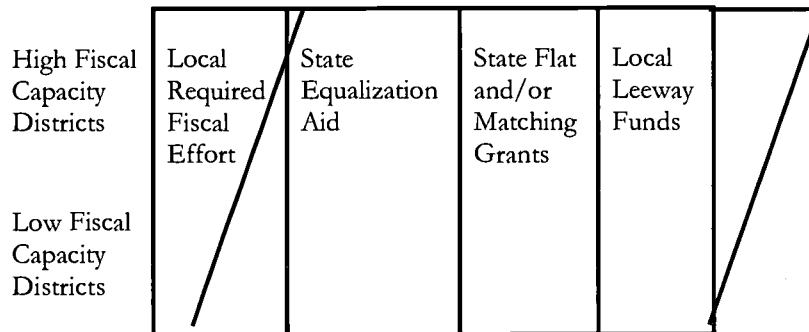 High Fiscal
Capacity
Districts
Local
Required
Fiscal
Effort
State
Equalization
Aid
State Flat
and/or
Matching
Grants
Local
Leeway
Funds
Low Fiscal
Capacity
Districts